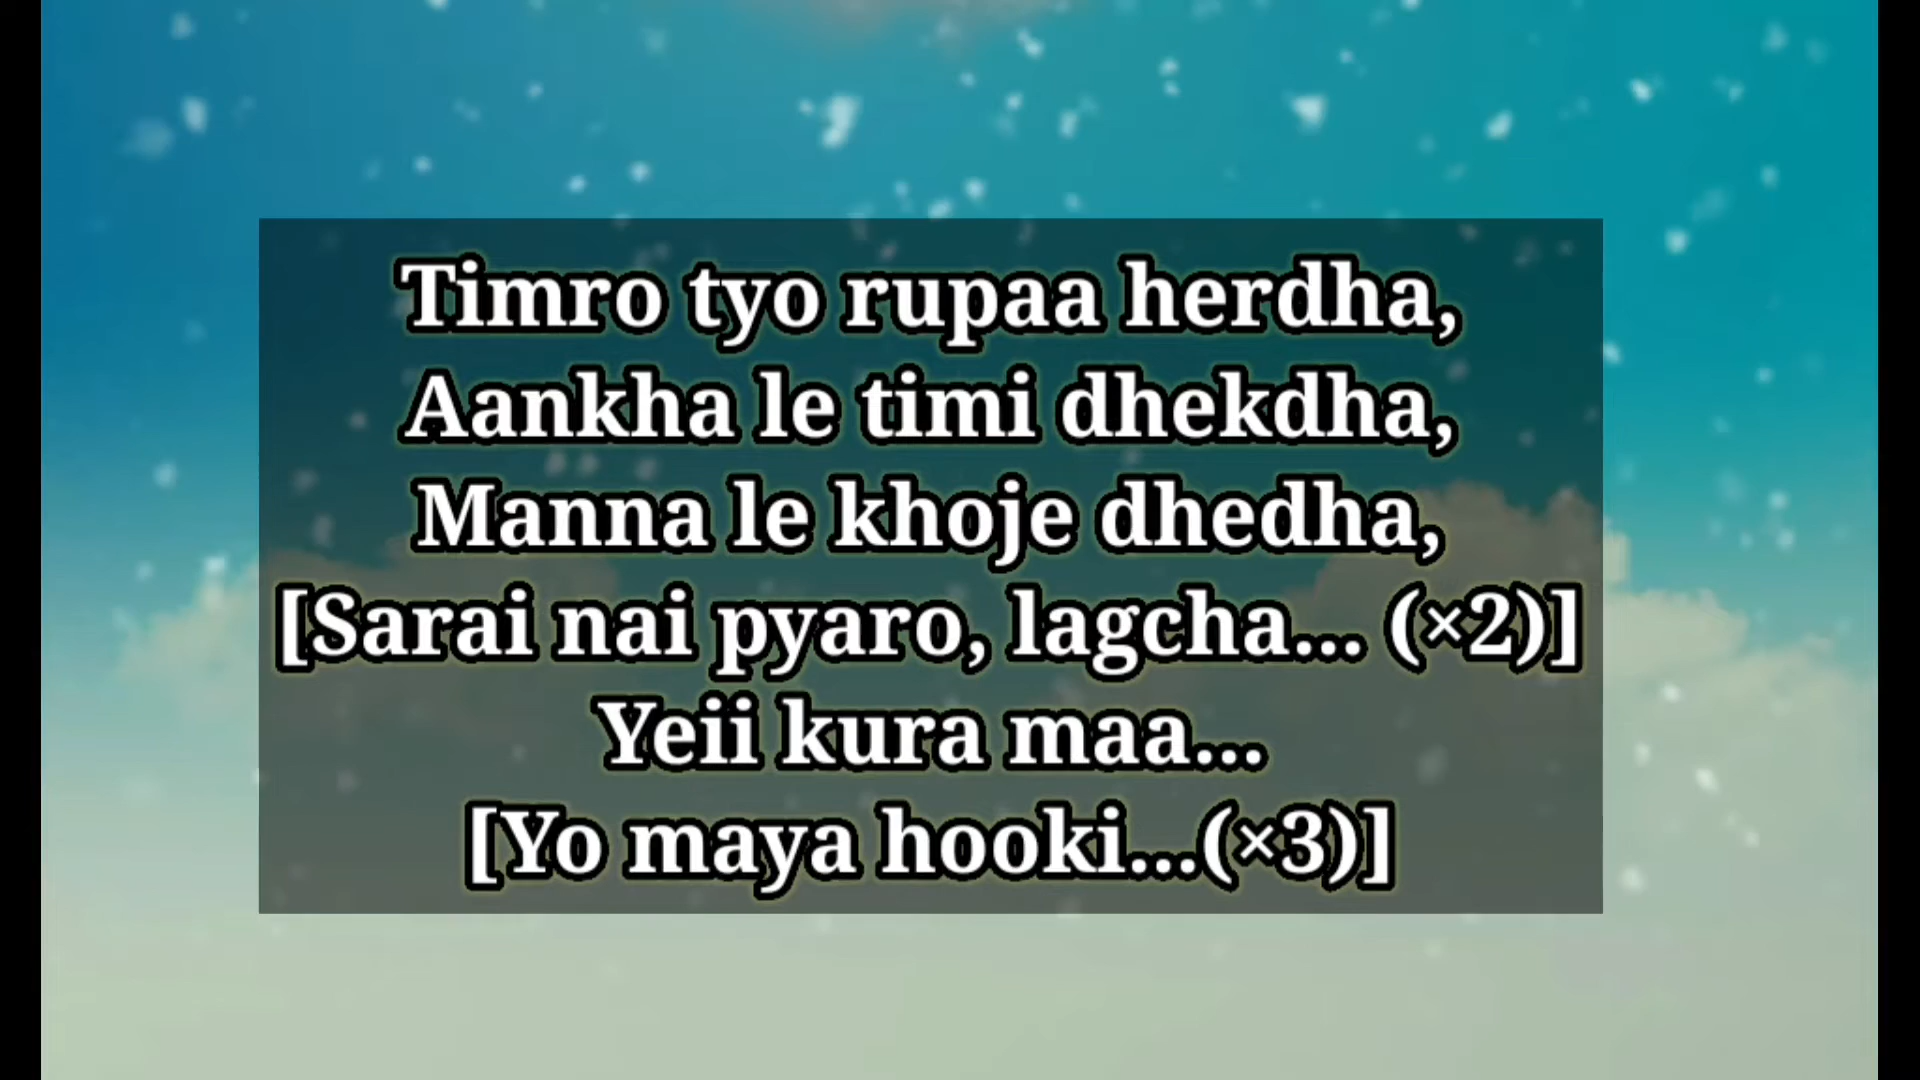 Timro tyo rupaa herdha,
Aankha le timi dhekdha,
Manna le khoje dhedha,
[Sarai nai pyaro, lagcha... (×2)]
Yeii kura maa...
[Yo maya hooki...(×3)]